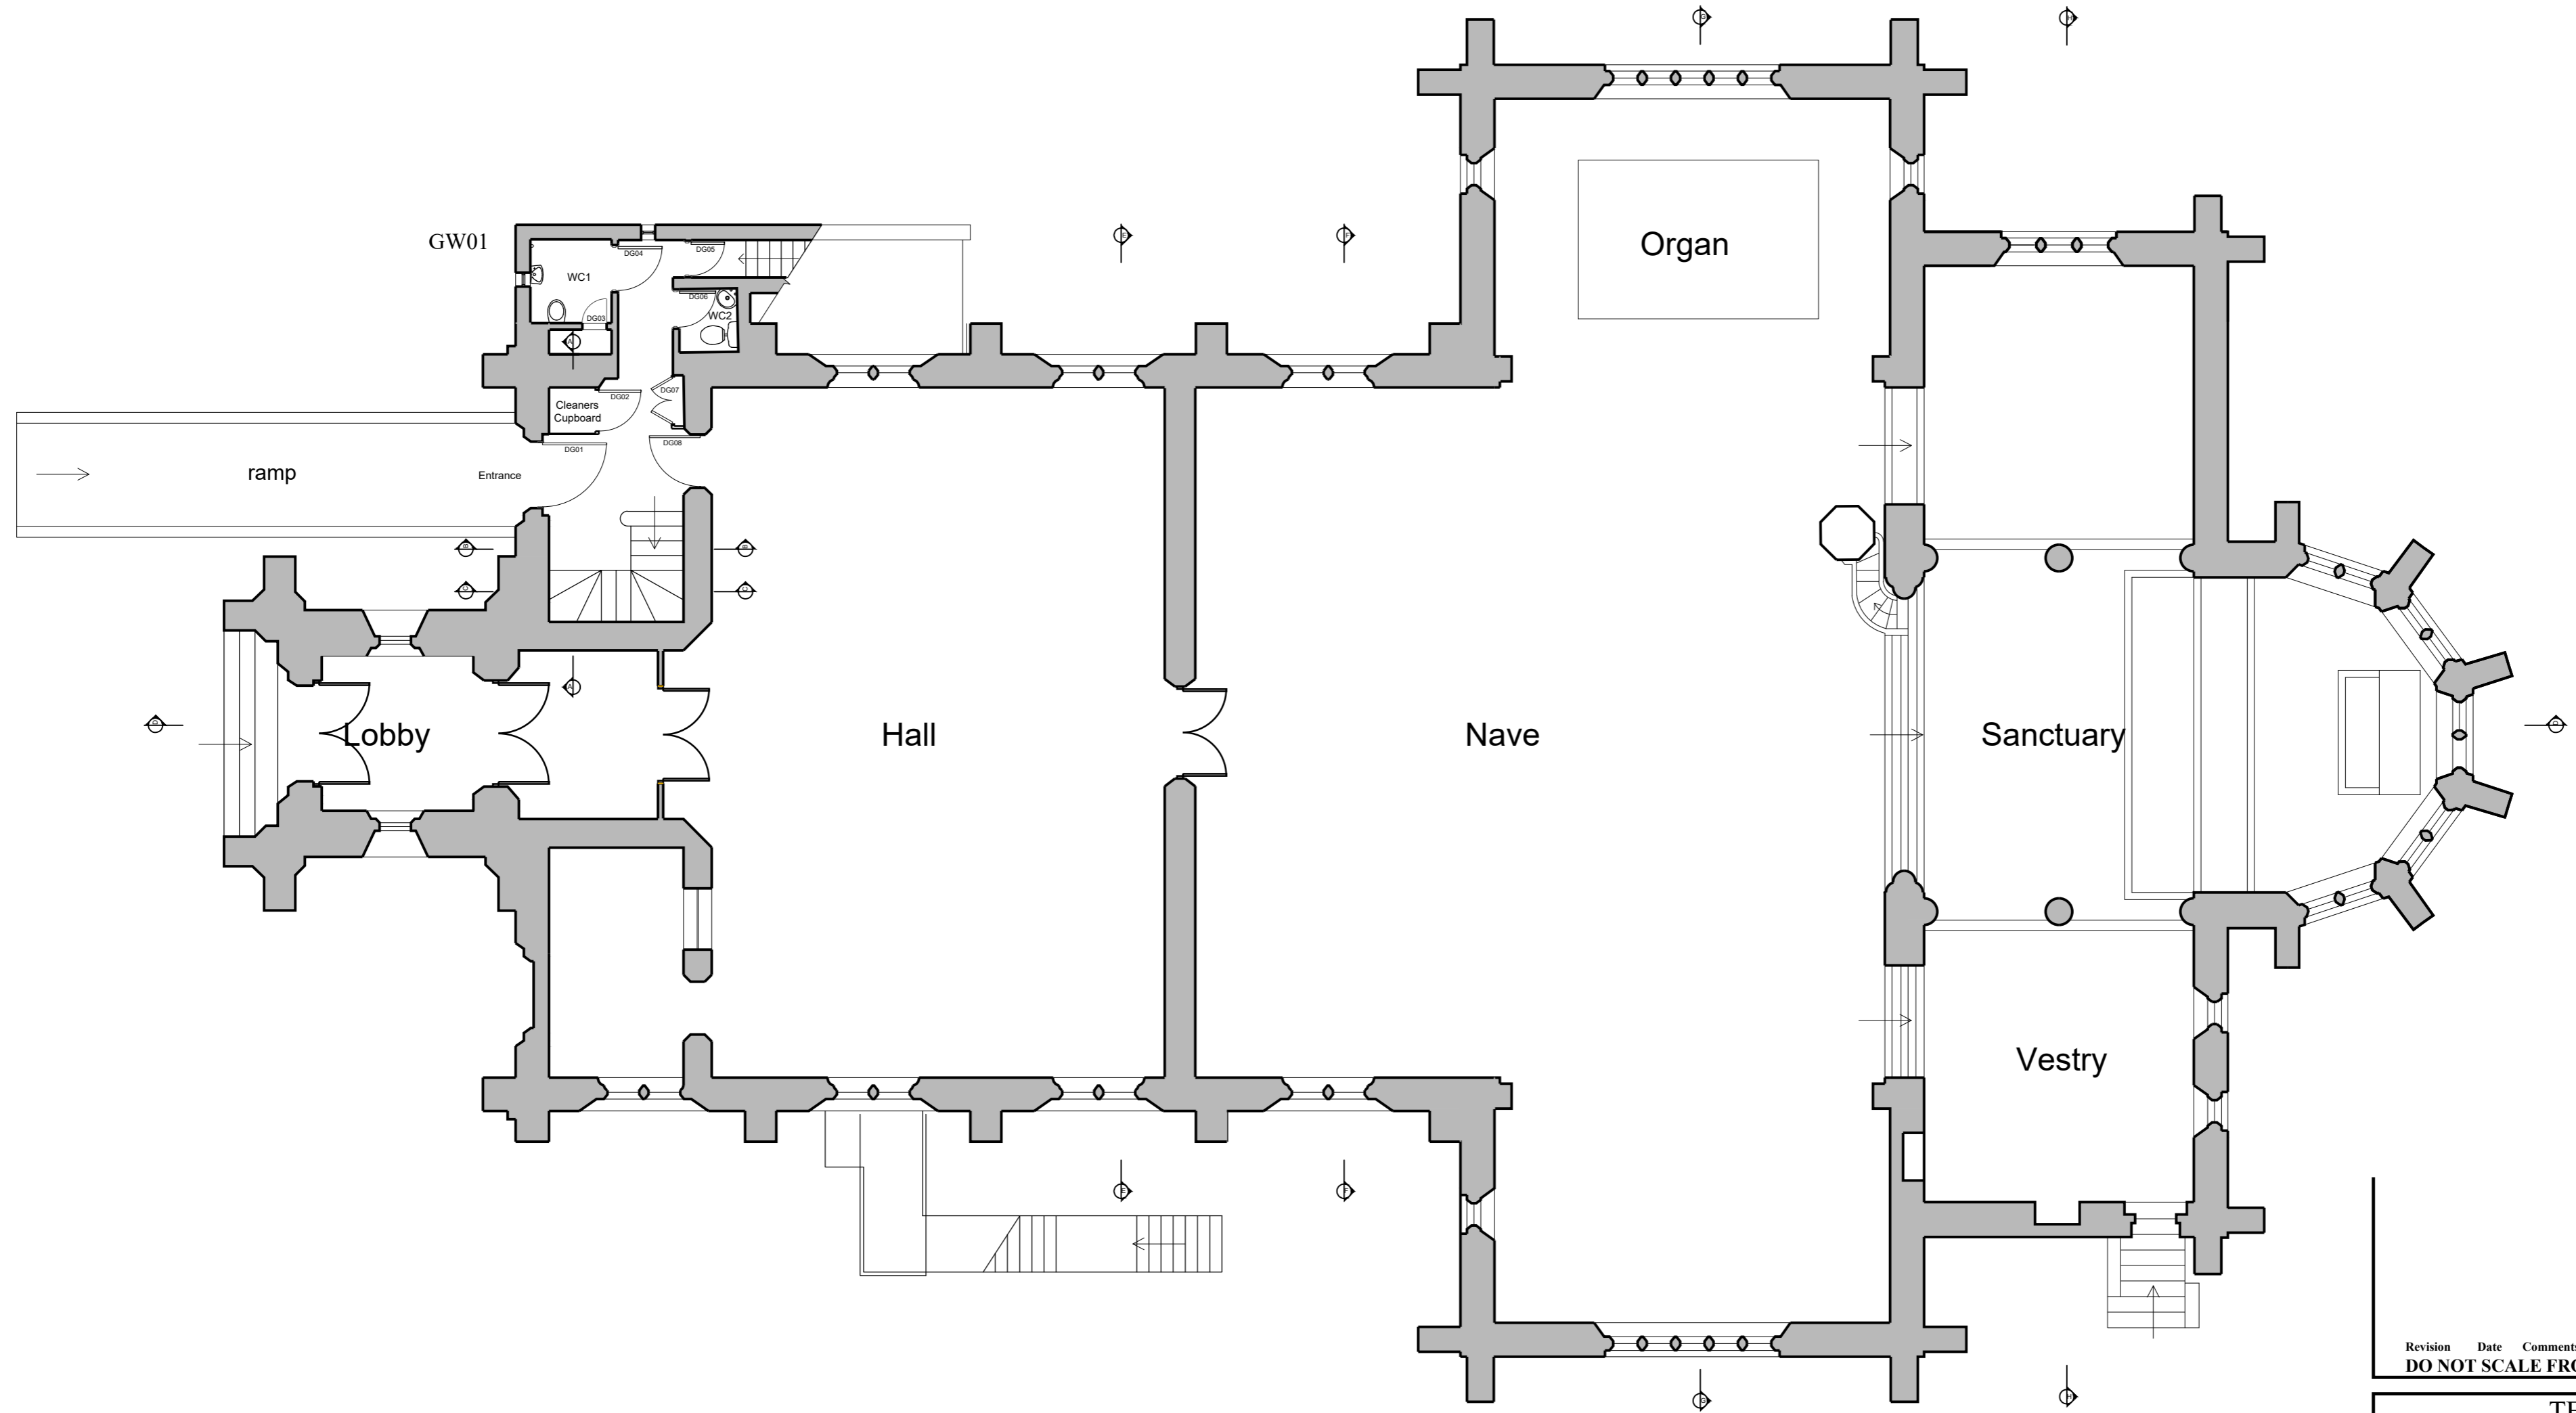 G
H
GW01
DG04
DG05
E
F
Organ
WC1
DG06
DG03
WC2
A
DG07
DG02
Cleaners
Cupboard
DG08
DG01
ramp
Entrance
B
B
C
C
A
D
Lobby
Hall
Nave
Sanctuary
D
Vestry
E
F
Revision Date Comments
DO NOT SCALE FRO
G
H